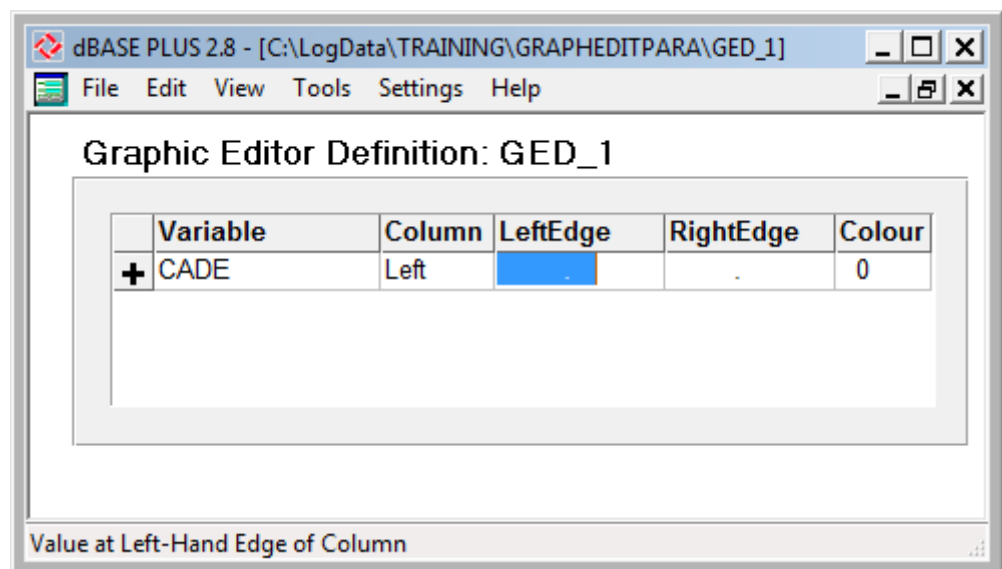 dBASE PLUS 2.8 - [C:\LogData\TRAINING\GRAPHEDITPARA\GED_1]
File Edit View Tools Settings Help
Graphic Editor Definition: GED_1
Variable Column LeftEdge RightEdge Colour
CADE Left . . 0
Value at Left-Hand Edge of Column